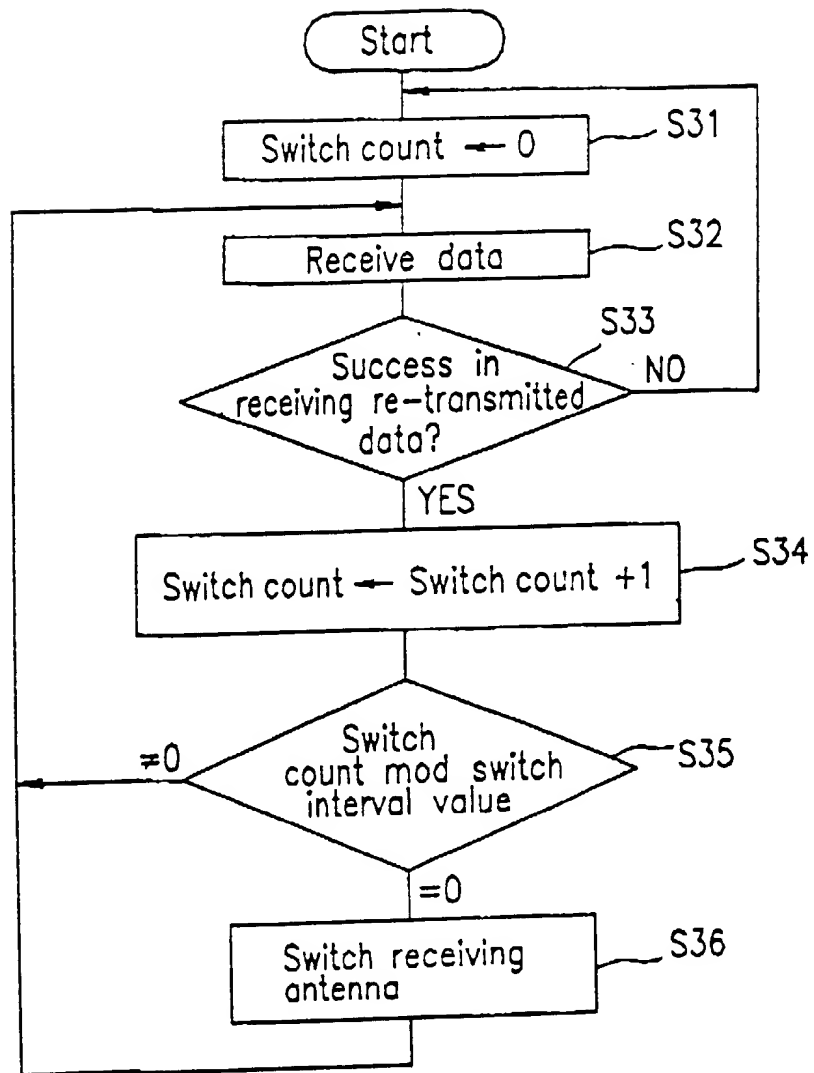 Start
Switch count ← 0
S31
Receive data
S32
Success in
receiving re-transmitted
data?
S33
NO
YES
Switch count ← Switch count +1
S34
Switch
count mod switch
interval value
S35
≠0
=0
Switch receiving
antenna
S36